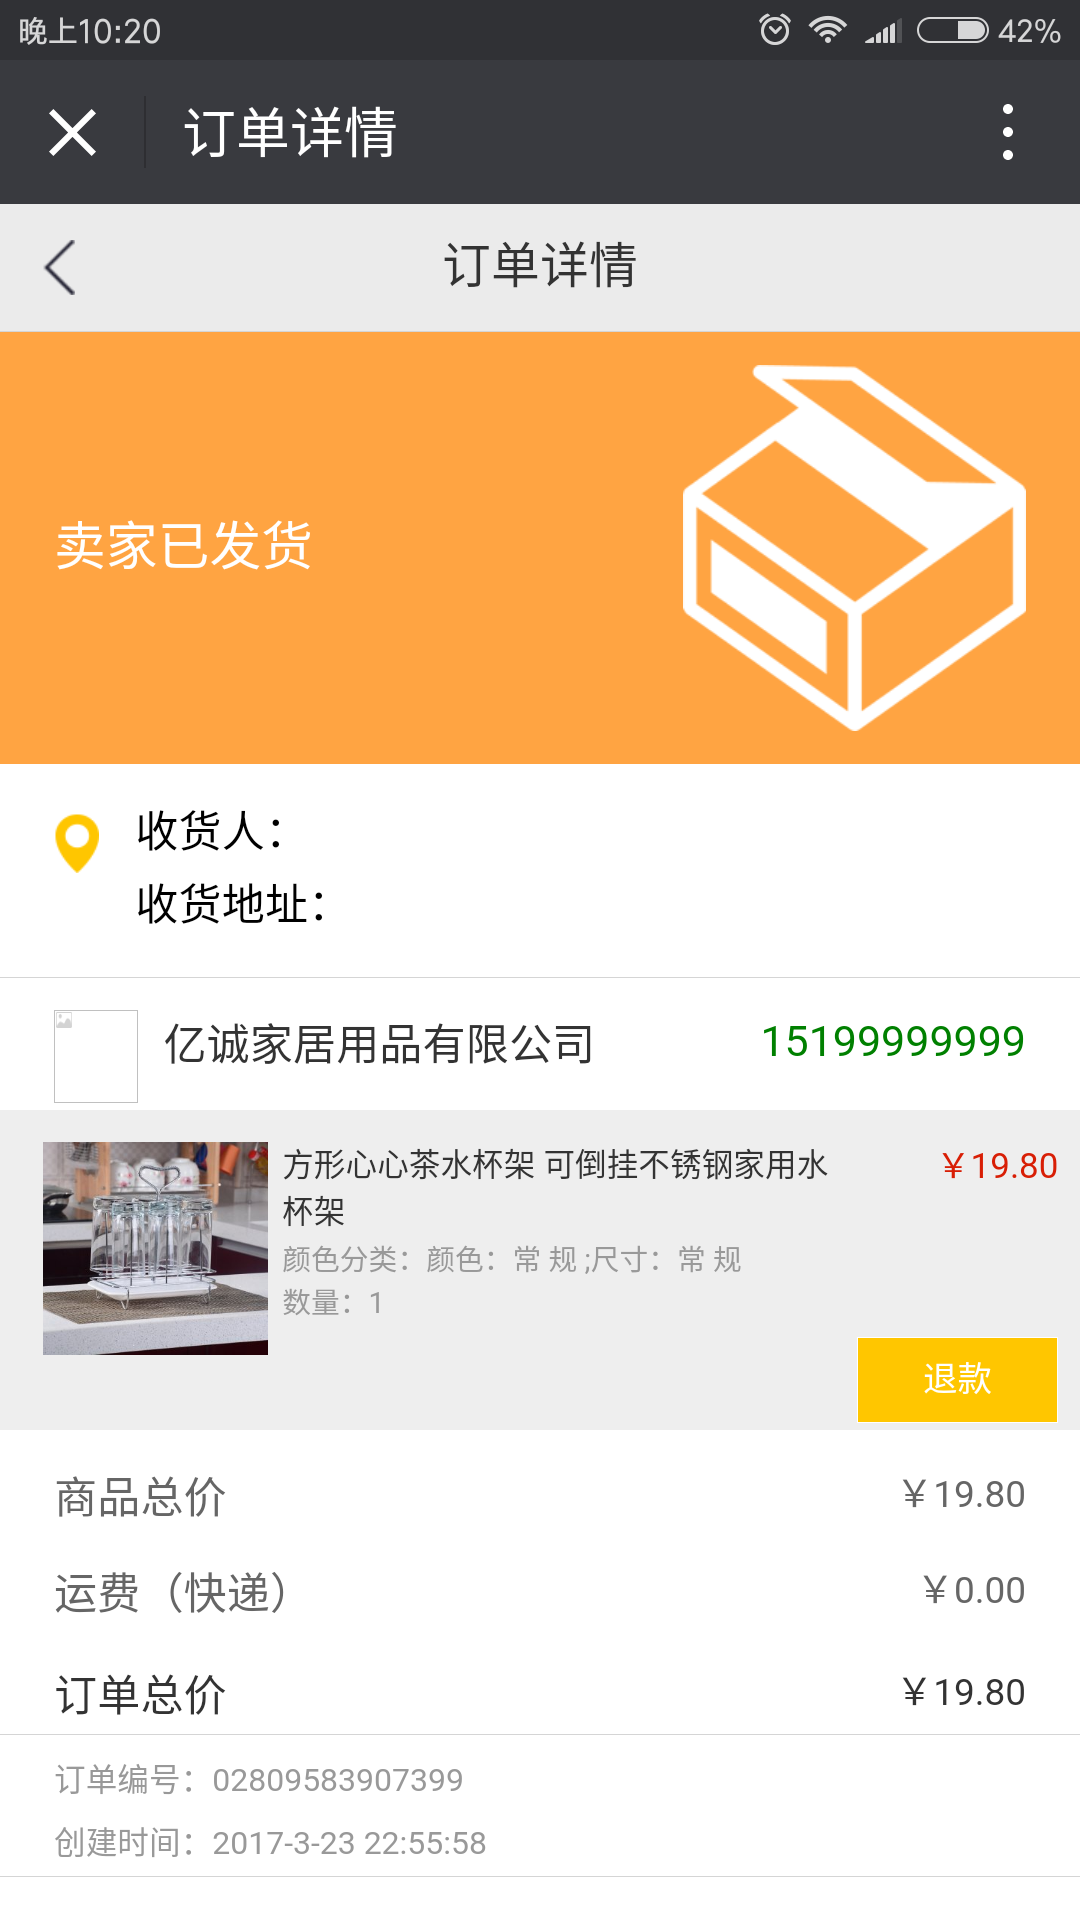 晚上10:20
42%
订单详情
订单详情
卖家已发货
收货人：
收货地址：
亿诚家居用品有限公司 15199999999
方形心心茶水杯架 可倒挂不锈钢家用水 ￥19.80
杯架
颜色分类：颜色：常 规 ;尺寸：常 规
数量：1
退款
商品总价 ￥19.80
运费（快递） ￥0.00
订单总价 ￥19.80
订单编号：02809583907399
创建时间：2017-3-23 22:55:58